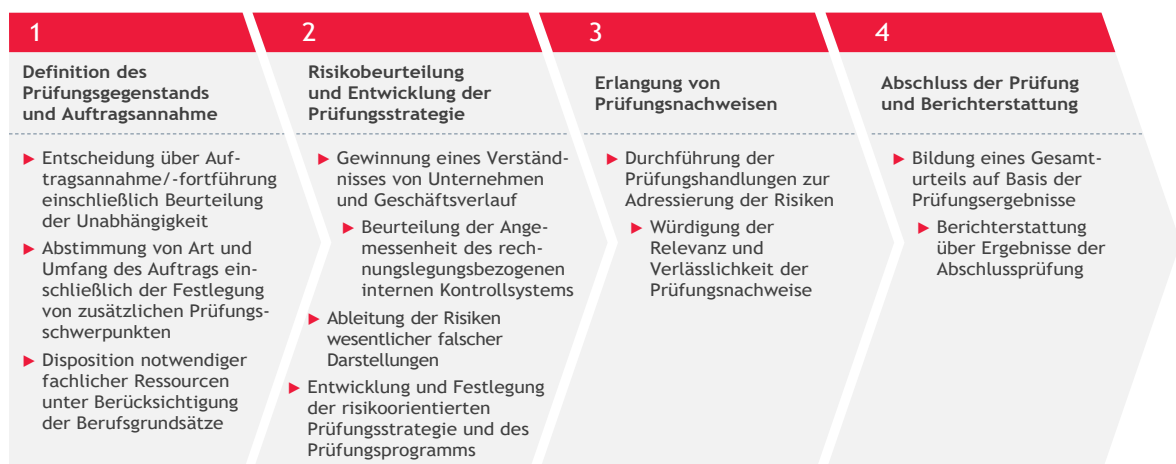 1
Definition des
Prüfungsgegenstands
und Auftragsannahme
► Entscheidung über Auf-
tragsannahme/-fortführung
einschließlich Beurteilung
der Unabhängigkeit
► Abstimmung von Art und
Umfang des Auftrags ein-
schließlich der Festlegung
von zusätzlichen Prüfungs-
schwerpunkten
► Disposition notwendiger
fachlicher Ressourcen
unter Berücksichtigung
der Berufsgrundsätze
2
Risikobeurteilung
und Entwicklung der
Prüfungsstrategie
► Gewinnung eines Verständ-
nisses von Unternehmen
und Geschäftsverlauf
► Beurteilung der Ange-
messenheit des rech-
nungslegungsbezogenen
internen Kontrollsystems
► Ableitung der Risiken
wesentlicher falscher
Darstellungen
► Entwicklung und Festlegung
der risikoorientierten
Prüfungsstrategie und des
Prüfungsprogramms
3
Erlangung von
Prüfungsnachweisen
► Durchführung der
Prüfungshandlungen zur
Adressierung der Risiken
► Würdigung der
Relevanz und
Verlässlichkeit der
Prüfungsnachweise
4
Abschluss der Prüfung
und Berichterstattung
► Bildung eines Gesamt-
urteils auf Basis der
Prüfungsergebnisse
► Berichterstattung
über Ergebnisse der
Abschlussprüfung